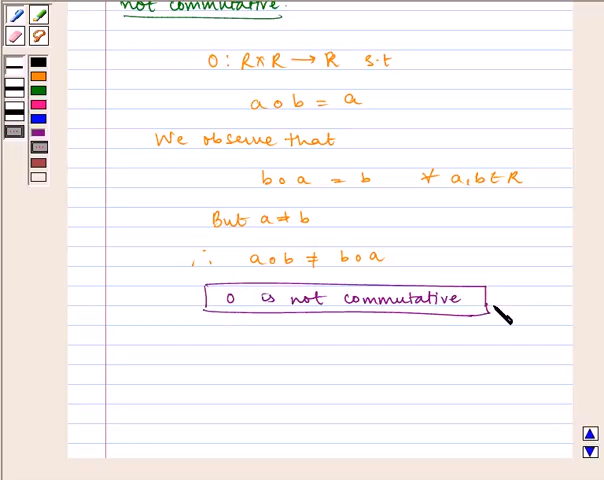 not commutative.
o : R × R → R s.t
a o b = a
We observe that
b o a = b ∀ a, b ∈ R
But a ≠ b
∴ a o b ≠ b o a
o is not commutative